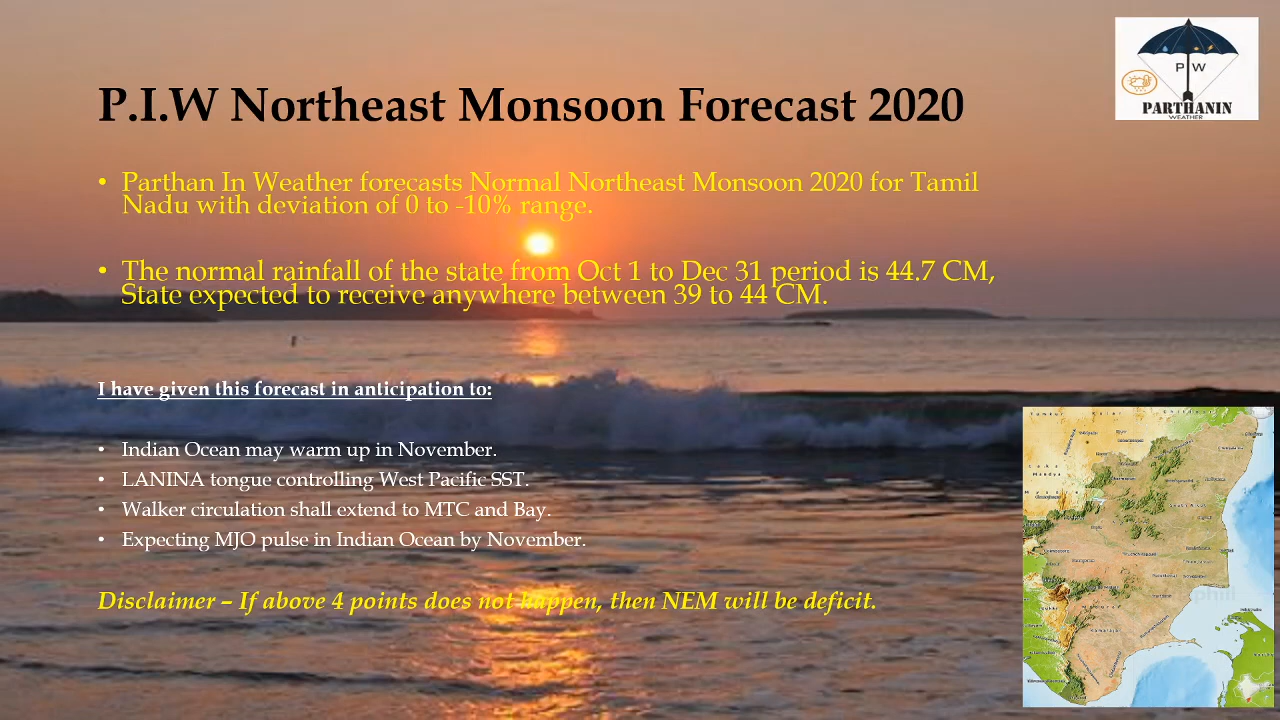 P.I.W Northeast Monsoon Forecast 2020
P W
PARTHANIN
WEATHER
• Parthan In Weather forecasts Normal Northeast Monsoon 2020 for Tamil
Nadu with deviation of 0 to -10% range.
• The normal rainfall of the state from Oct 1 to Dec 31 period is 44.7 CM,
State expected to receive anywhere between 39 to 44 CM.
I have given this forecast in anticipation to:
• Indian Ocean may warm up in November.
• LANINA tongue controlling West Pacific SST.
• Walker circulation shall extend to MTC and Bay.
• Expecting MJO pulse in Indian Ocean by November.
Disclaimer – If above 4 points does not happen, then NEM will be deficit.